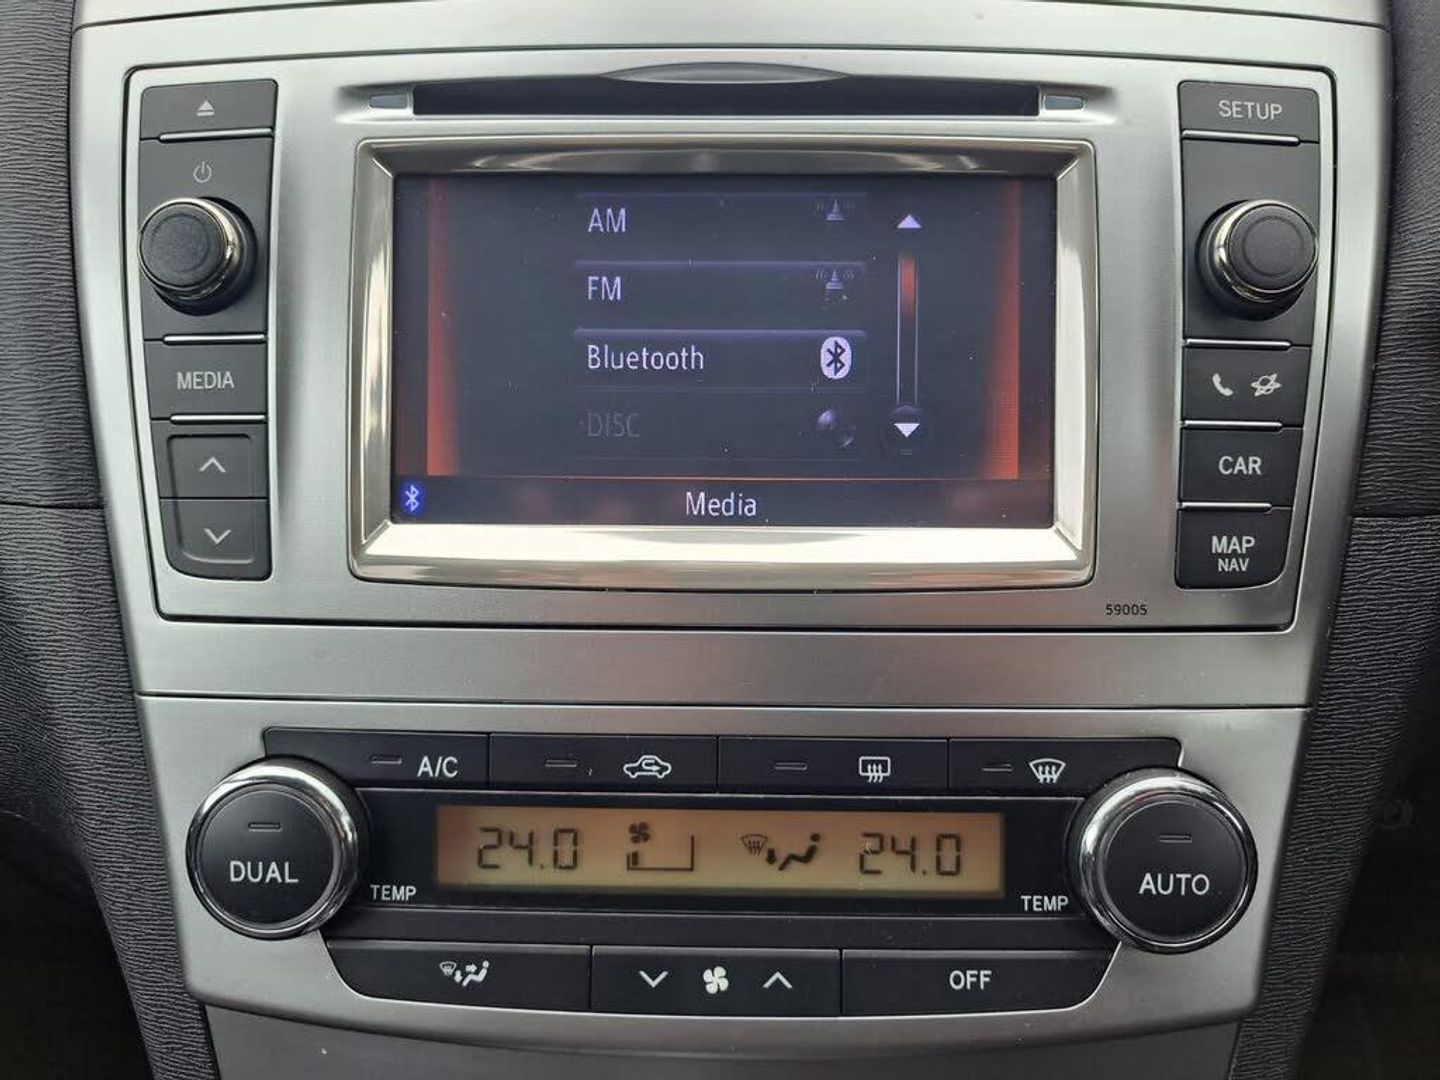 SETUP
AM
FM
Bluetooth
DISC
Media
MEDIA
CAR
MAP
NAV
59005
A/C
24.0
24.0
DUAL
TEMP
TEMP
AUTO
OFF